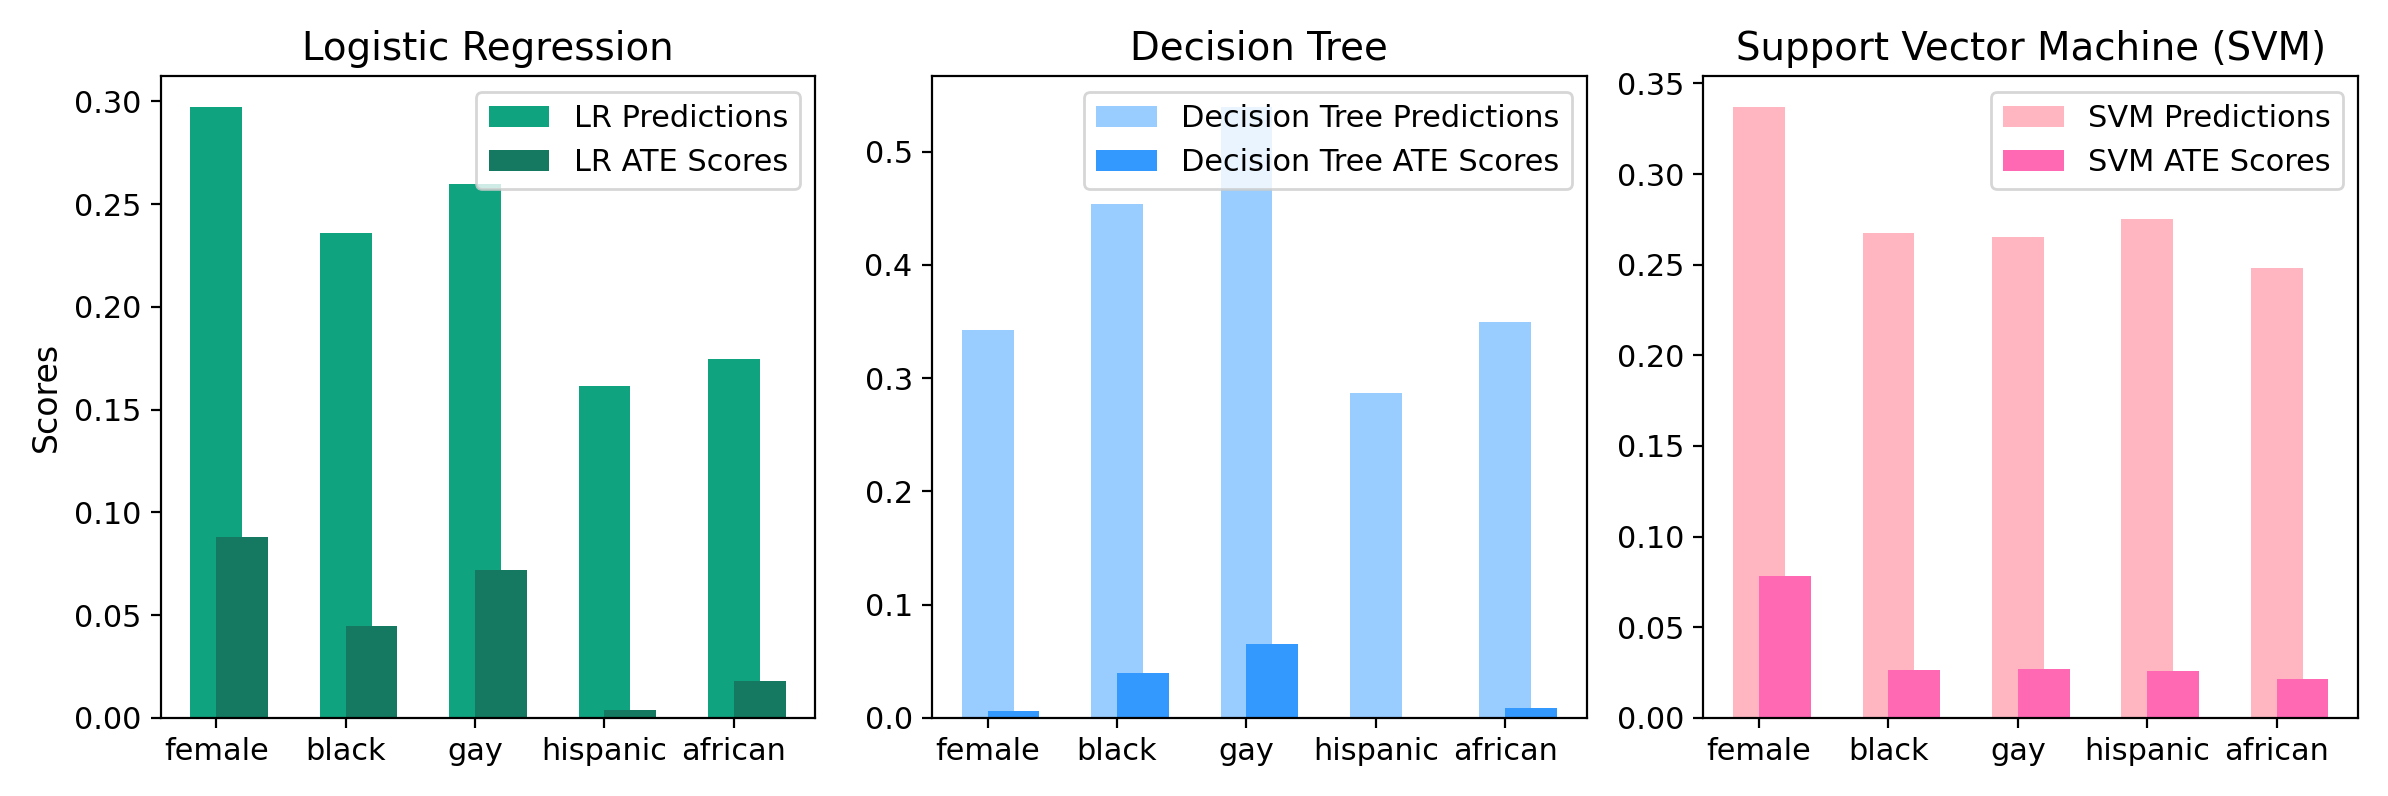 Logistic Regression
Scores
0.30
0.25
0.20
0.15
0.10
0.05
0.00
LR Predictions
LR ATE Scores
female black gay hispanic african
Decision Tree
0.5
0.4
0.3
0.2
0.1
0.0
Decision Tree Predictions
Decision Tree ATE Scores
female black gay hispanic african
Support Vector Machine (SVM)
0.35
0.30
0.25
0.20
0.15
0.10
0.05
0.00
SVM Predictions
SVM ATE Scores
female black gay hispanic african